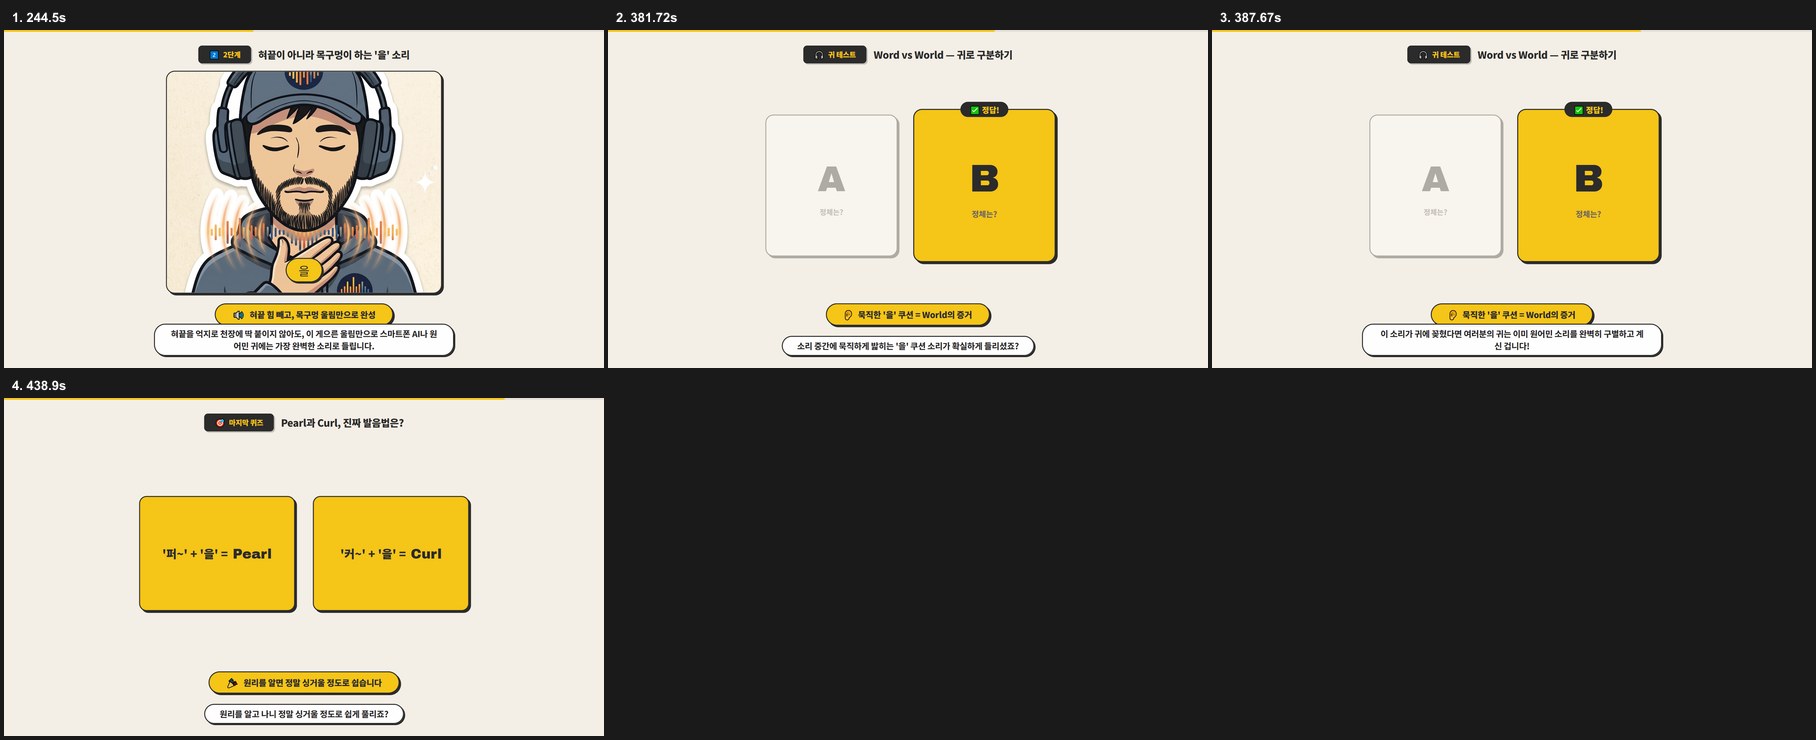 1. 244.5s
2단계 혀끝이 아니라 목구멍이 하는 '을' 소리
을
혀끝 힘 빼고, 목구멍 울림만으로 완성
혀끝을 억지로 천장에 딱 붙이지 않아도, 이 게으른 울림만으로 스마트폰 AI나 원
어민 귀에는 가장 완벽한 소리로 들립니다.
2. 381.72s
귀 테스트 Word vs World — 귀로 구분하기
정답!
A
B
정체는?
정체는?
묵직한 '을' 쿠션 = World의 증거
소리 중간에 묵직하게 밟히는 '을' 쿠션 소리가 확실하게 들리셨죠?
3. 387.67s
귀 테스트 Word vs World — 귀로 구분하기
정답!
A
B
정체는?
정체는?
묵직한 '을' 쿠션 = World의 증거
이 소리가 귀에 꽂혔다면 여러분의 귀는 이미 원어민 소리를 완벽히 구별하고 계
신 겁니다!
4. 438.9s
마지막 퀴즈 Pearl과 Curl, 진짜 발음법은?
'퍼~' + '을' = Pearl
'커~' + '을' = Curl
원리를 알면 정말 싱거울 정도로 쉽습니다
원리를 알고 나니 정말 싱거울 정도로 쉽게 풀리죠?